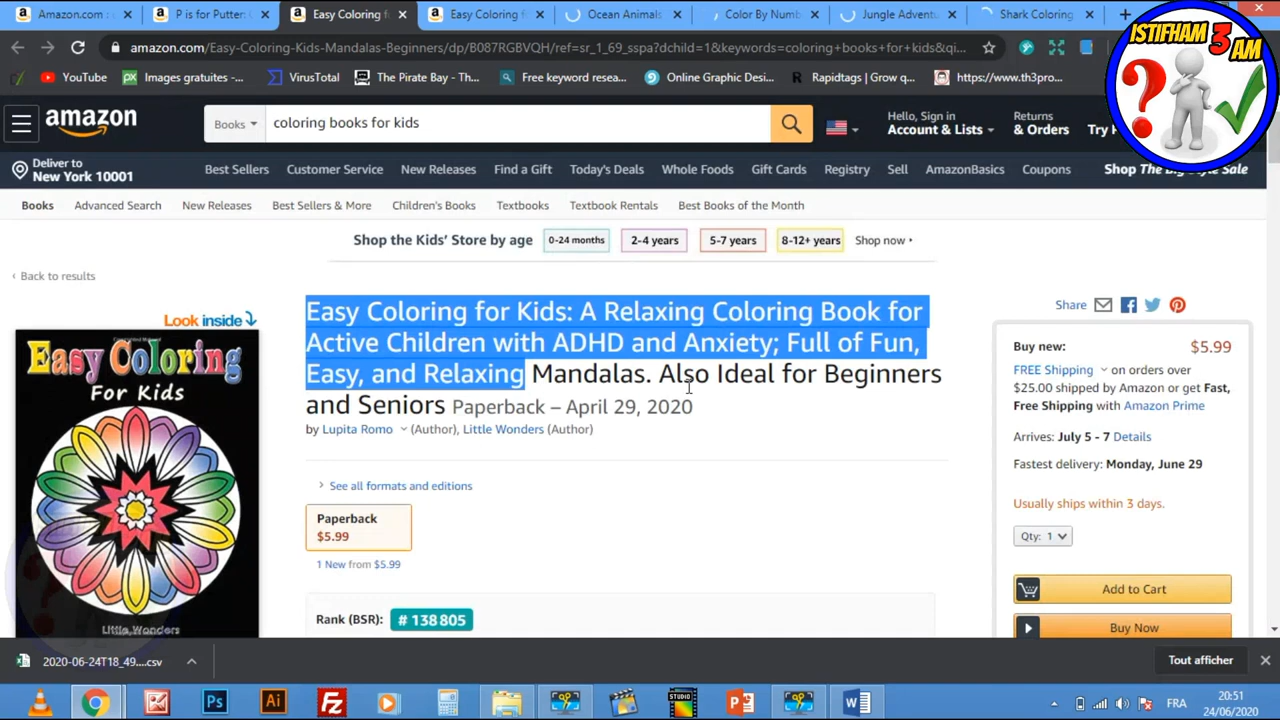 Amazon.com :
P is for Putter:
Easy Coloring f
Easy Coloring f
Ocean Animals
Color By Numb
Jungle Adventu
Shark Coloring
ISTIFHAM 3 AM
amazon.com/Easy-Coloring-Kids-Mandalas-Beginners/dp/B087RGBVQH/ref=sr_1_69_sspa?dchild=1&keywords=coloring+books+for+kids&qi...
YouTube
Images gratuites -...
VirusTotal
The Pirate Bay - Th...
Free keyword resea...
Online Graphic Desi...
Rapidtags | Grow y...
https://www.th3pro...
amazon
Books
coloring books for kids
Hello, Sign in
Account & Lists
Returns
& Orders
Try
Deliver to
New York 10001
Best Sellers
Customer Service
New Releases
Find a Gift
Today's Deals
Whole Foods
Gift Cards
Registry
Sell
AmazonBasics
Coupons
Shop The Big Style Sale
Books
Advanced Search
New Releases
Best Sellers & More
Children's Books
Textbooks
Textbook Rentals
Best Books of the Month
Shop the Kids' Store by age
0-24 months
2-4 years
5-7 years
8-12+ years
Shop now
‹ Back to results
Look inside
Easy Coloring
For Kids
Little Wonders
Easy Coloring for Kids: A Relaxing Coloring Book for
Active Children with ADHD and Anxiety; Full of Fun,
Easy, and Relaxing Mandalas. Also Ideal for Beginners
and Seniors Paperback – April 29, 2020
by Lupita Romo (Author), Little Wonders (Author)
See all formats and editions
Paperback
$5.99
1 New from $5.99
Rank (BSR): # 138 805
Share
Buy new: $5.99
FREE Shipping on orders over
$25.00 shipped by Amazon or get Fast,
Free Shipping with Amazon Prime
Arrives: July 5 - 7 Details
Fastest delivery: Monday, June 29
Usually ships within 3 days.
Qty: 1
Add to Cart
Buy Now
2020-06-24T18_49....csv
Tout afficher
Ps
Ai
STUDIO
FRA
20:51
24/06/2020